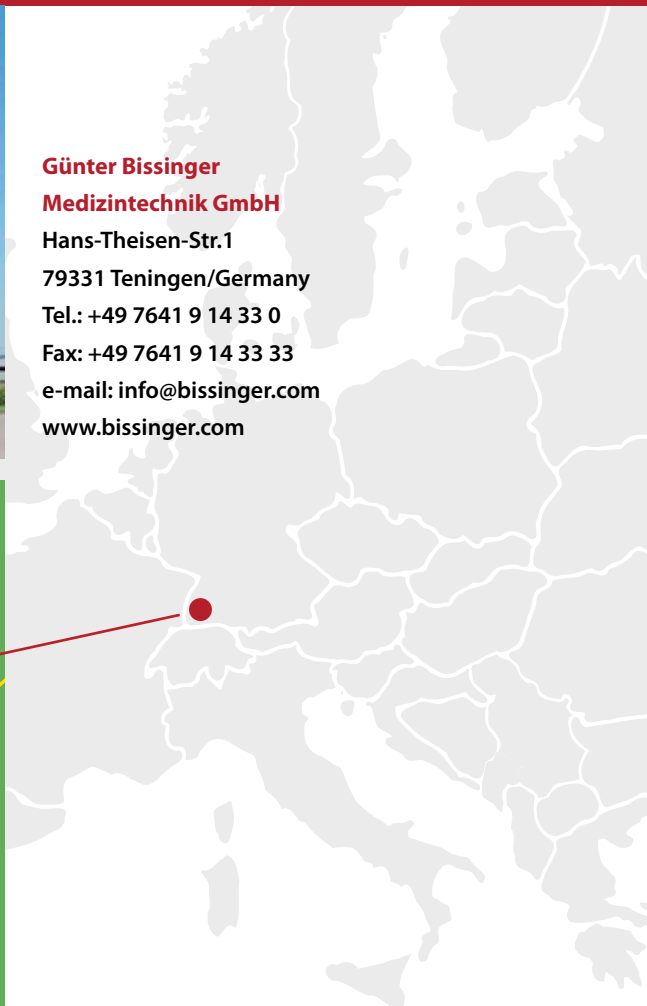 Günter Bissinger
Medizintechnik GmbH
Hans-Theisen-Str.1
79331 Teningen/Germany
Tel.: +49 7641 9 14 33 0
Fax: +49 7641 9 14 33 33
e-mail: info@bissinger.com
www.bissinger.com